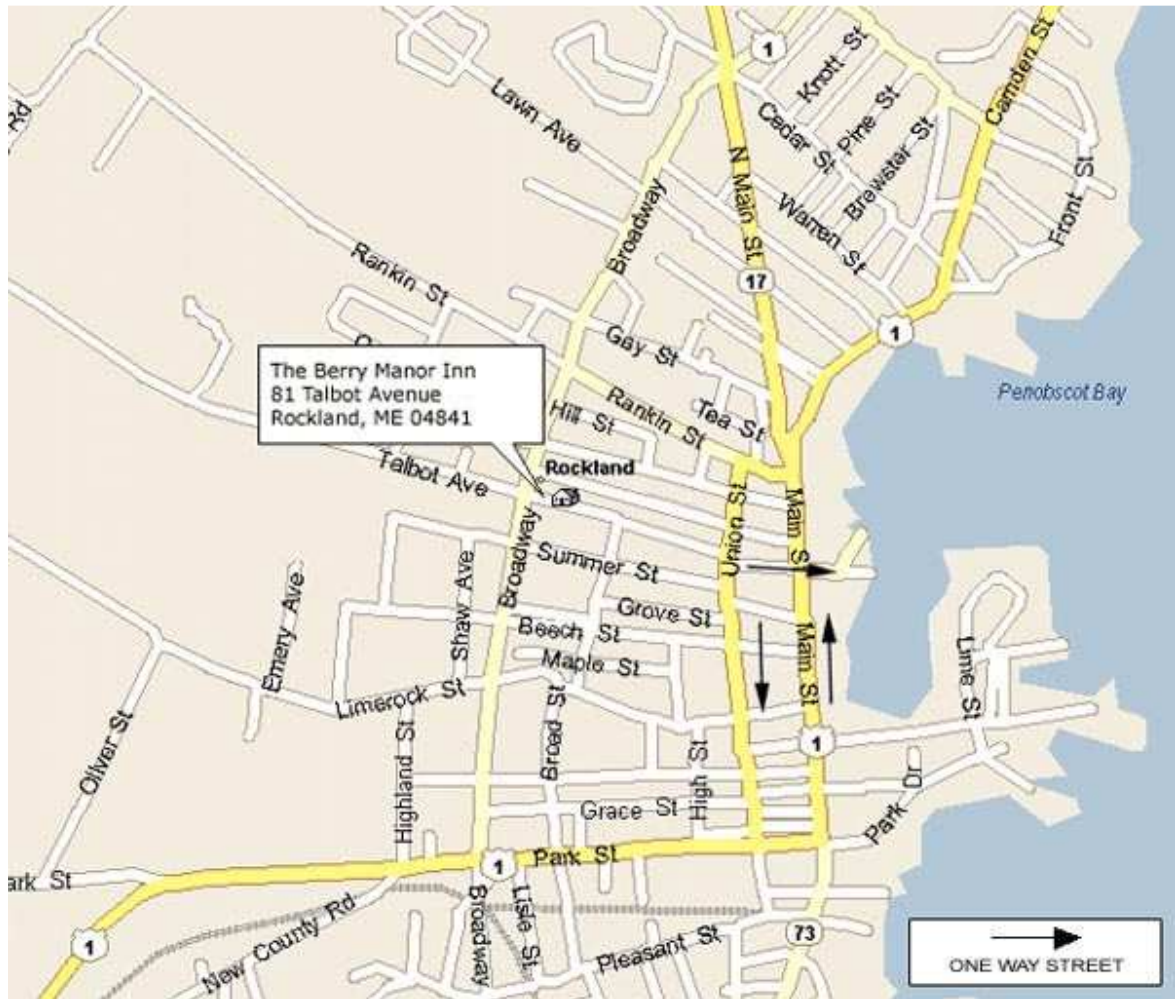 1
Knott St
Camden St
Lawn Ave
Cedar St
Pine St
Brewster St
N Main St
Warren St
Front St
Broadway
Rankin St
17
1
Gay St
The Berry Manor Inn
81 Talbot Avenue
Rockland, ME 04841
Penobscot Bay
Tea St
Rankin St
Hill St
Talbot Ave
Rockland
Union St
Main S
Broadway
Summer St
Shaw Ave
Grove St
Beech St
Emery Ave
Maple St
Main St
Lime St
Limerock St
Oliver St
Highland St
Broad St
High St
1
Grace St
Park Dr
Park St
1
ark St
Broadway
Lisle St
New County Rd
Pleasant St
73
1
ONE WAY STREET
Rd